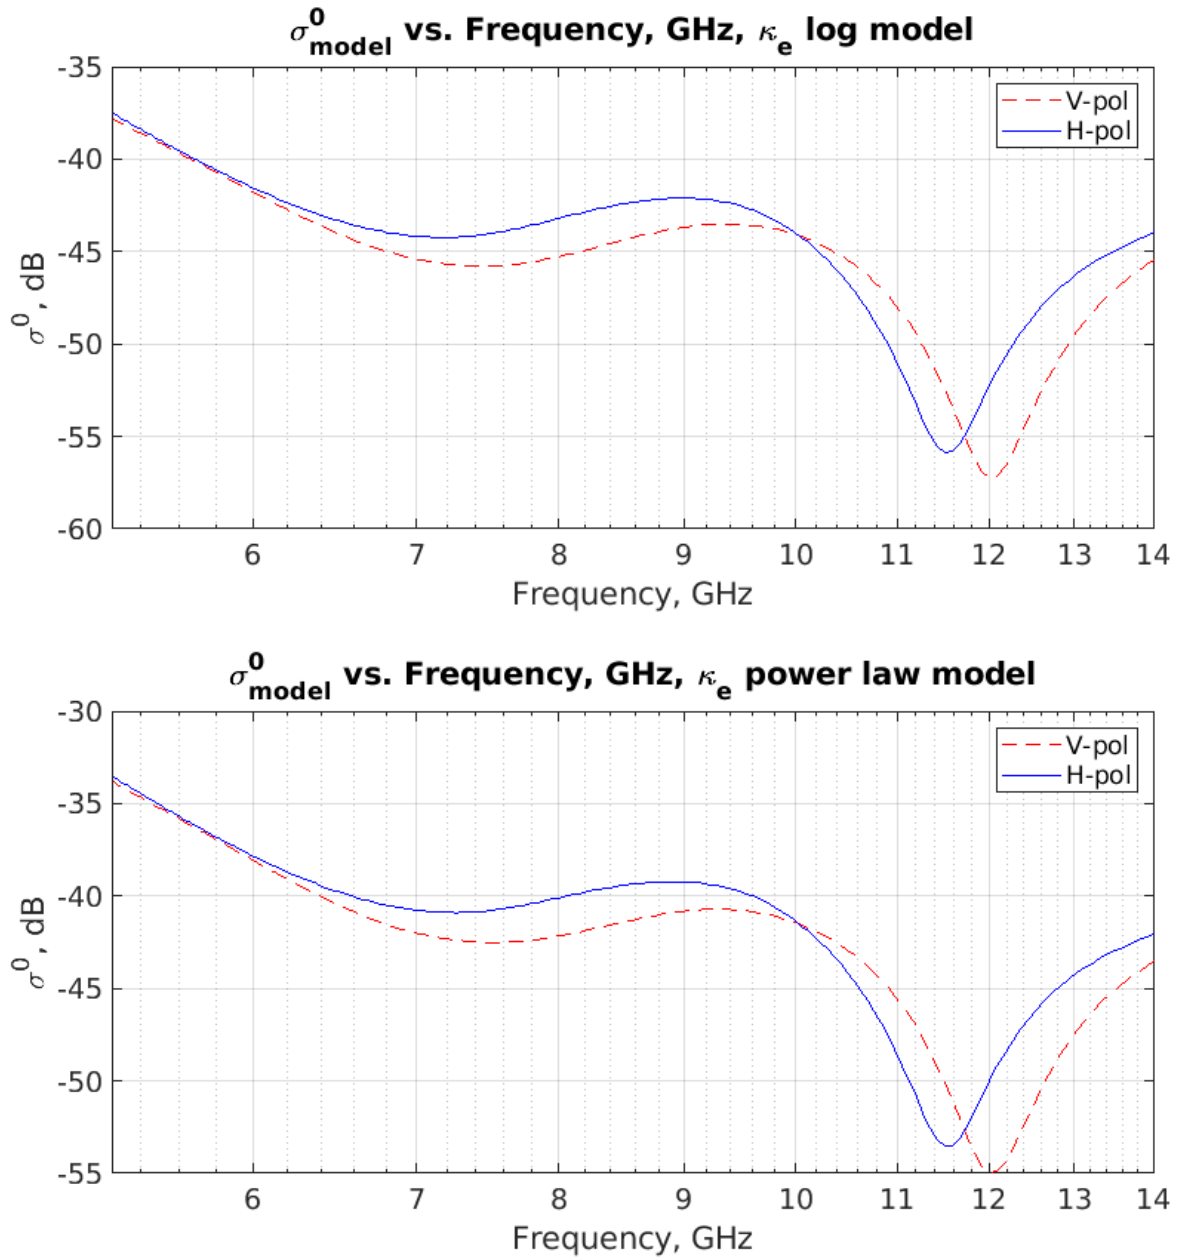 σ⁰model vs. Frequency, GHz, κe log model
-35
-40
-45
-50
-55
-60
σ⁰, dB
V-pol
H-pol
6 7 8 9 10 11 12 13 14
Frequency, GHz
σ⁰model vs. Frequency, GHz, κe power law model
-30
-35
-40
-45
-50
-55
σ⁰, dB
V-pol
H-pol
6 7 8 9 10 11 12 13 14
Frequency, GHz